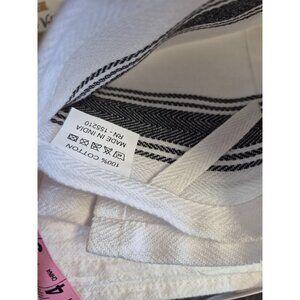 100% COTTON
MADE IN INDIA
RN - 155210